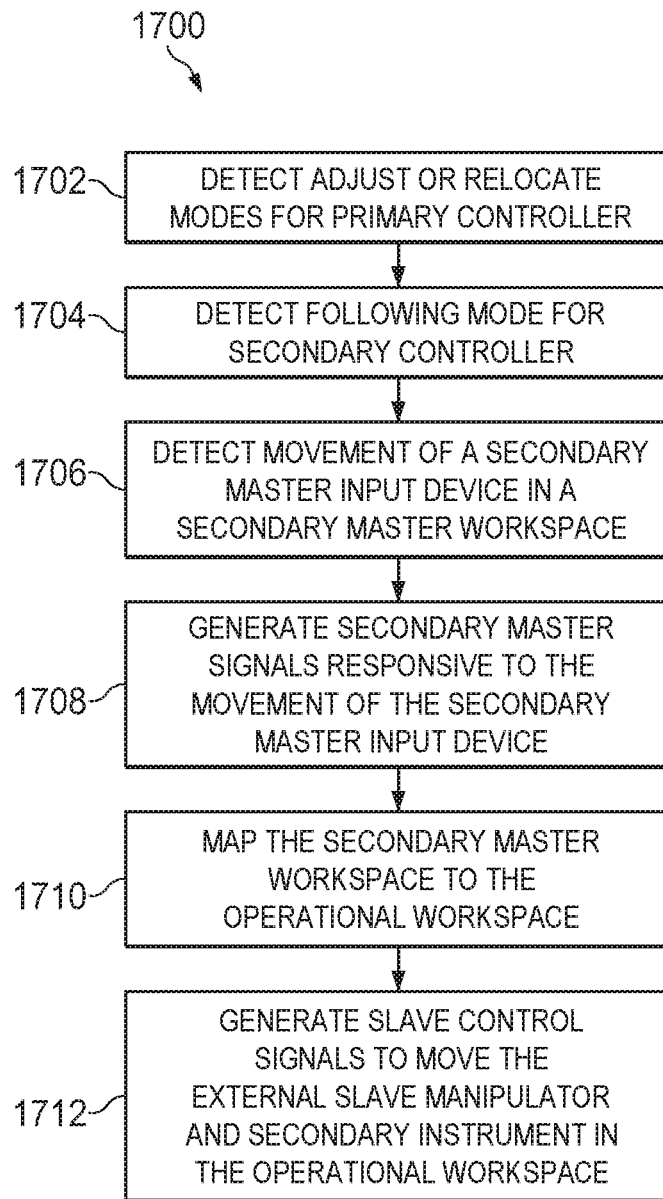 1700
1702
DETECT ADJUST OR RELOCATE
MODES FOR PRIMARY CONTROLLER
1704
DETECT FOLLOWING MODE FOR
SECONDARY CONTROLLER
1706
DETECT MOVEMENT OF A SECONDARY
MASTER INPUT DEVICE IN A
SECONDARY MASTER WORKSPACE
1708
GENERATE SECONDARY MASTER
SIGNALS RESPONSIVE TO THE
MOVEMENT OF THE SECONDARY
MASTER INPUT DEVICE
1710
MAP THE SECONDARY MASTER
WORKSPACE TO THE
OPERATIONAL WORKSPACE
1712
GENERATE SLAVE CONTROL
SIGNALS TO MOVE THE
EXTERNAL SLAVE MANIPULATOR
AND SECONDARY INSTRUMENT IN
THE OPERATIONAL WORKSPACE